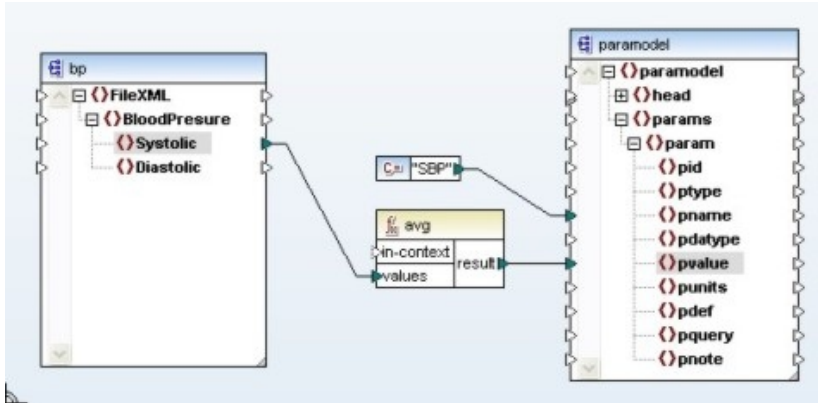 bp
FileXML
BloodPresure
Systolic
Diastolic
"SBP"
avg
in-context
values
result
paramodel
paramodel
head
params
param
pid
ptype
pname
pdatype
pvalue
punits
pdef
pquery
pnote